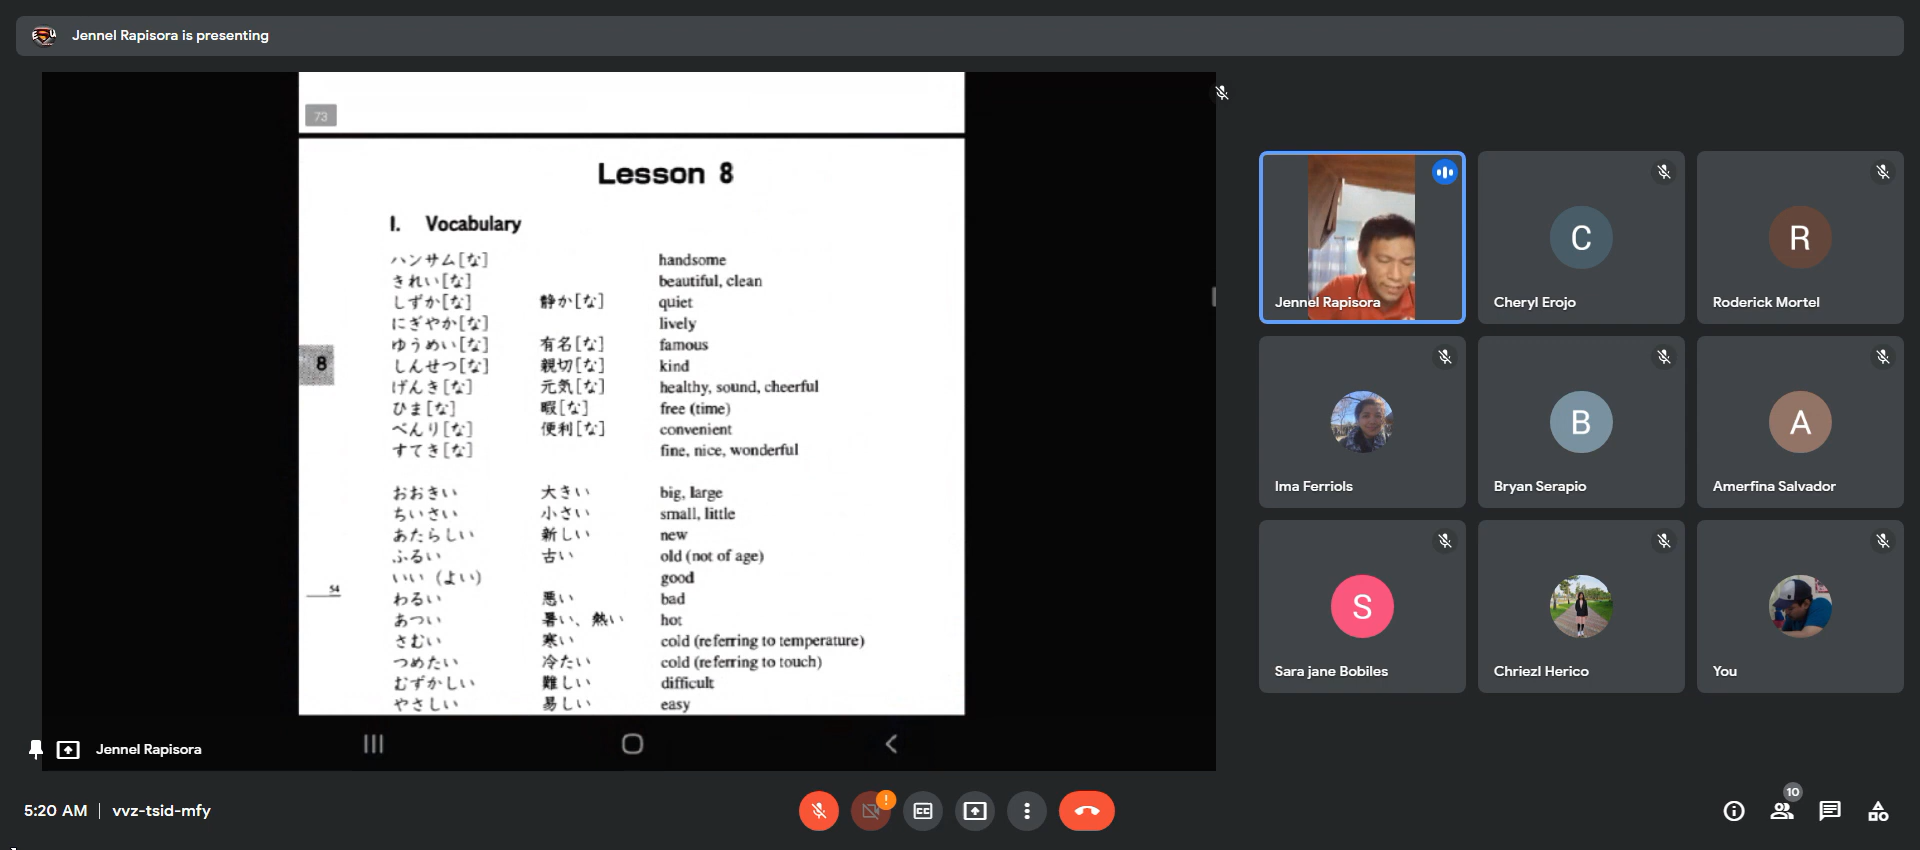 Jennel Rapisora is presenting
73
Lesson 8
I. Vocabulary
ハンサム[な] handsome
きれい[な] beautiful, clean
しずか[な] 静か[な] quiet
にぎやか[な] lively
ゆうめい[な] 有名[な] famous
しんせつ[な] 親切[な] kind
げんき[な] 元気[な] healthy, sound, cheerful
ひま[な] 暇[な] free (time)
べんり[な] 便利[な] convenient
すてき[な] fine, nice, wonderful
おおきい 大きい big, large
ちいさい 小さい small, little
あたらしい 新しい new
ふるい 古い old (not of age)
いい (よい) good
わるい 悪い bad
あつい 暑い、熱い hot
さむい 寒い cold (referring to temperature)
つめたい 冷たい cold (referring to touch)
むずかしい 難しい difficult
やさしい 易しい easy
8
54
Jennel Rapisora
Jennel Rapisora
C
Cheryl Erojo
R
Roderick Mortel
Ima Ferriols
B
Bryan Serapio
A
Amerfina Salvador
S
Sara jane Bobiles
Chriezl Herico
You
5:20 AM | vvz-tsid-mfy
!
CC
10